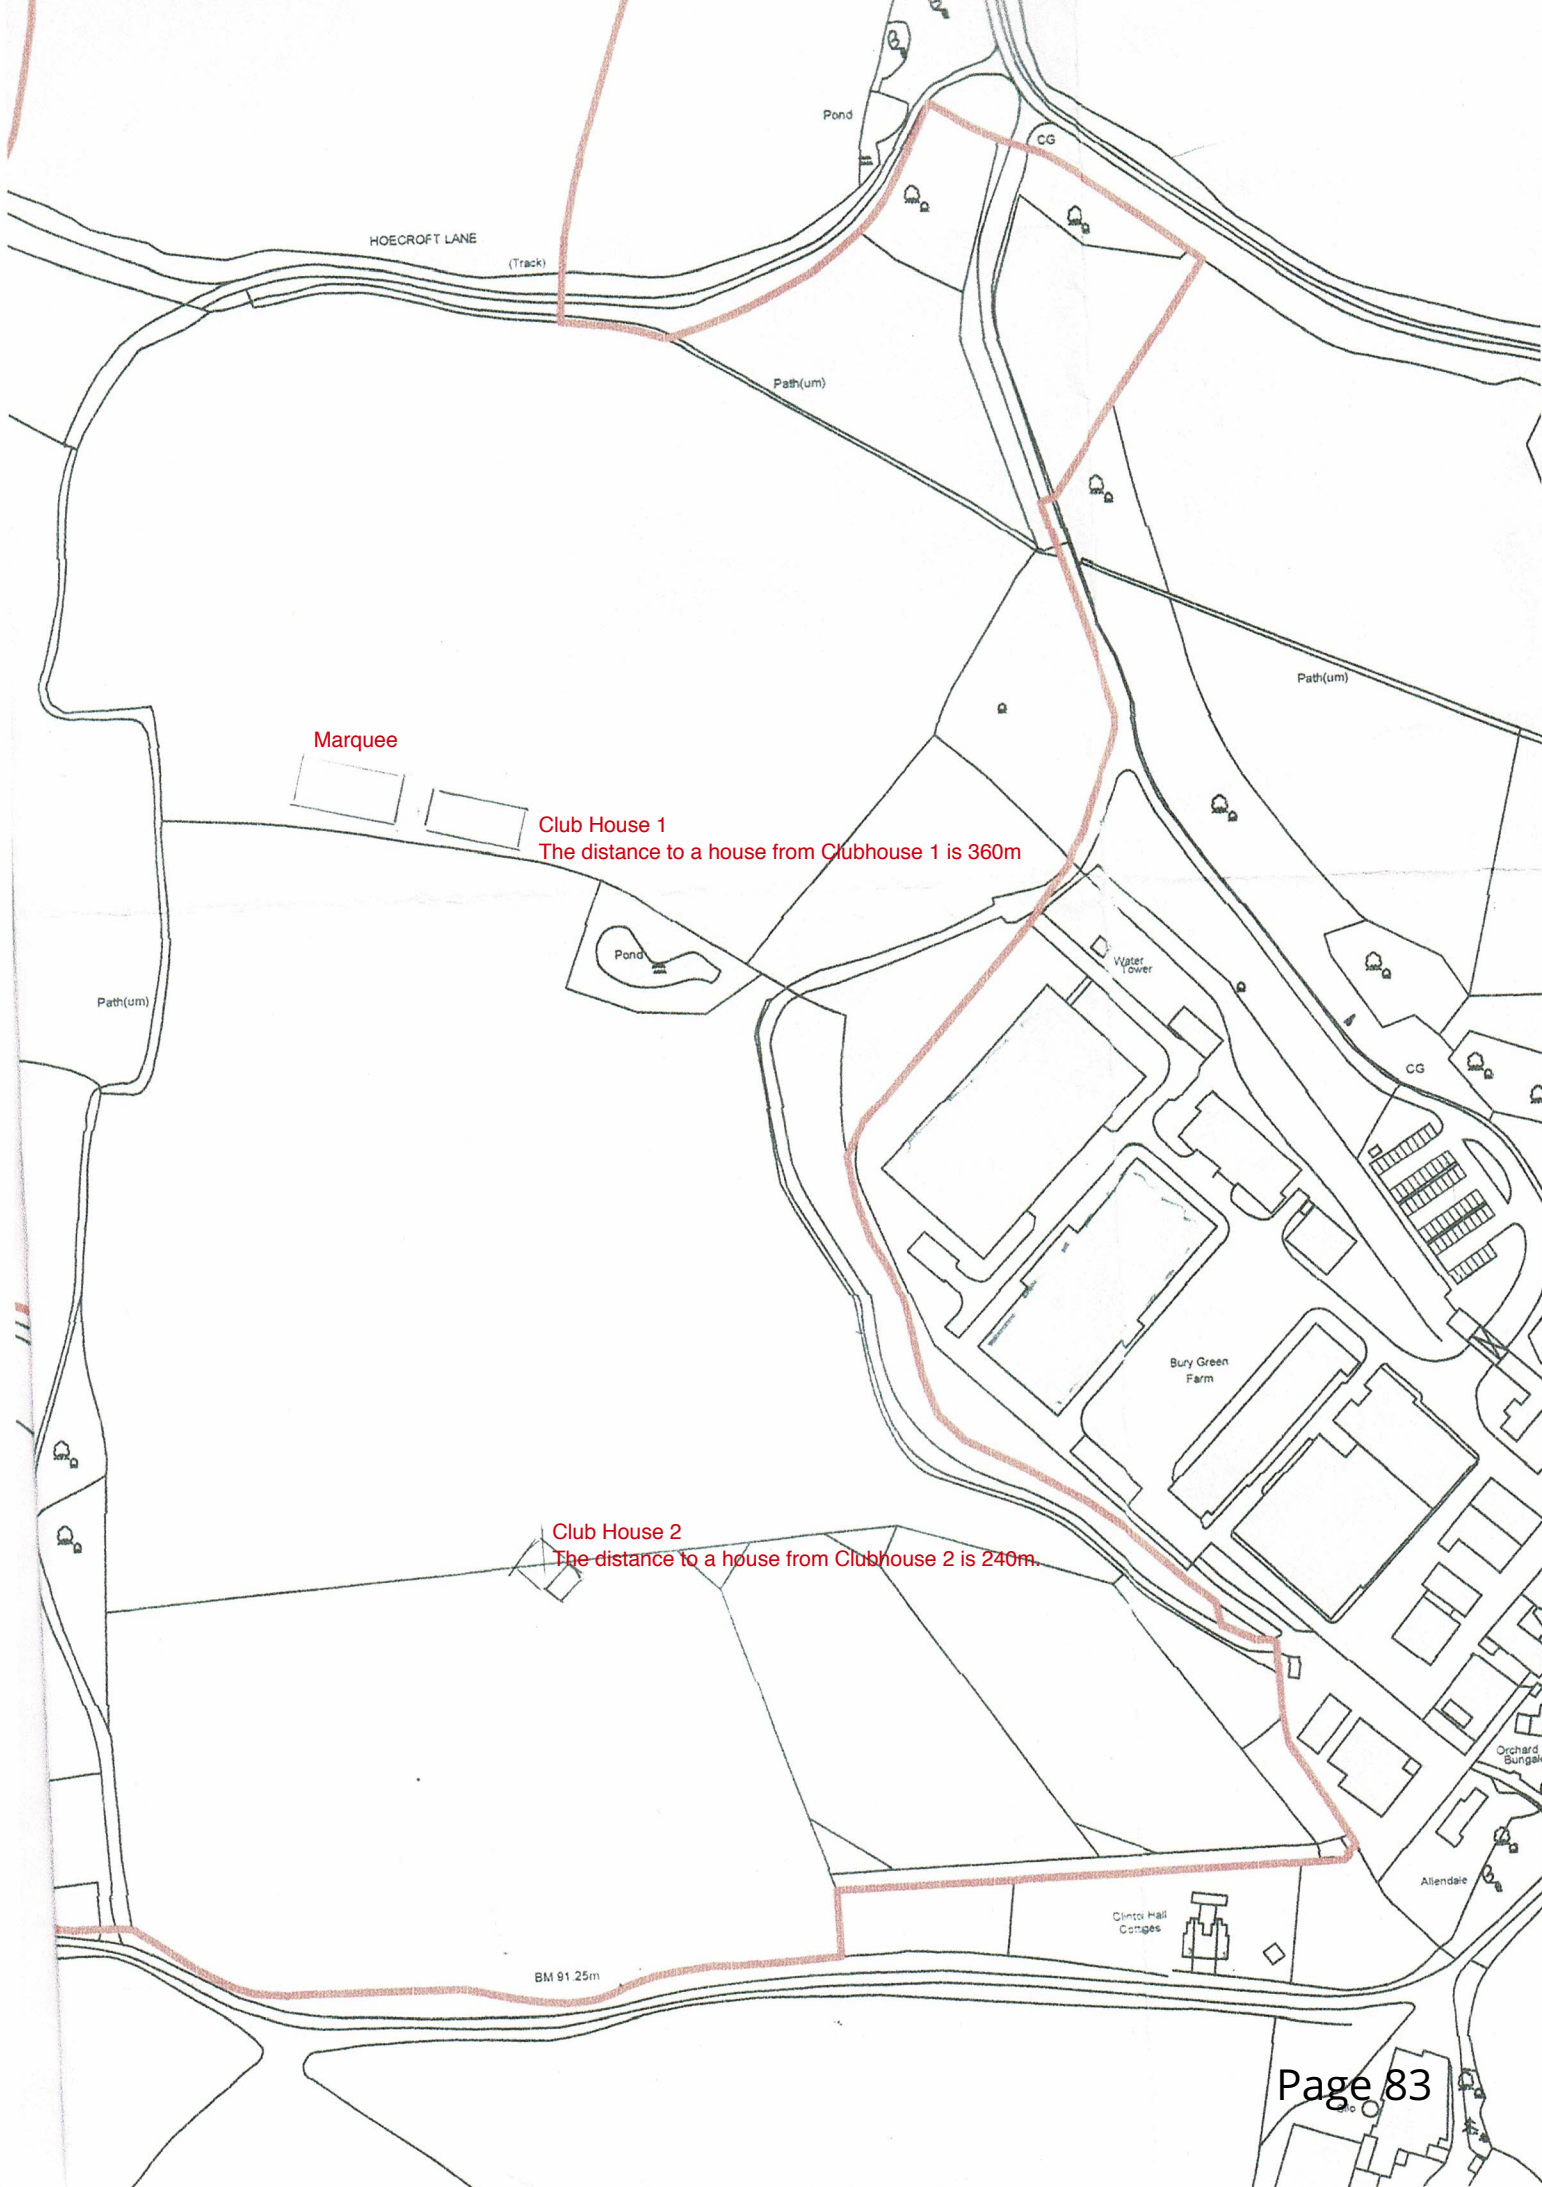 Pond
CG
HOECROFT LANE
(Track)
Path(um)
Path(um)
Marquee
Club House 1
The distance to a house from Clubhouse 1 is 360m
Pond
Water
Tower
Path(um)
CG
Bury Green
Farm
Club House 2
The distance to a house from Clubhouse 2 is 240m.
Orchard
Allendale
Hall
BM 91.25m
Page 83